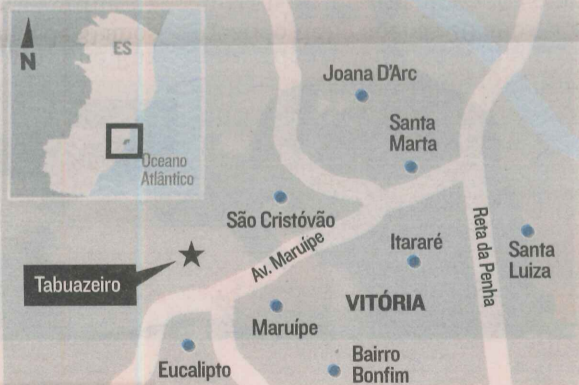 ES
N
Oceano
Atlântico
Joana D'Arc
Santa
Marta
São Cristóvão
Av. Maruípe
Itararé
Reta da Penha
Santa
Luiza
Tabuazeiro
VITÓRIA
Maruípe
Eucalipto
Bairro
Bonfim